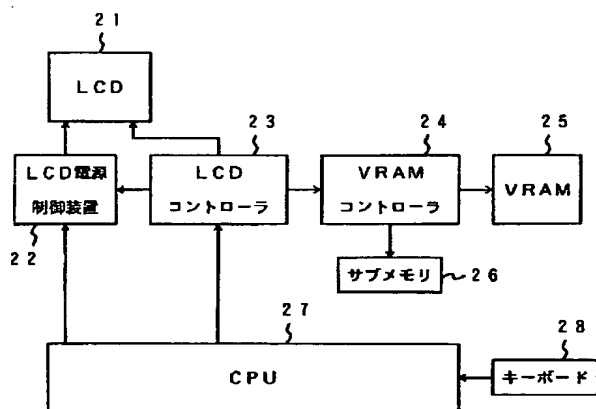 21
LCD
23
24
25
LCD電源
制御装置
LCD
コントローラ
VRAM
コントローラ
VRAM
22
サブメモリ
26
27
28
CPU
キーボード